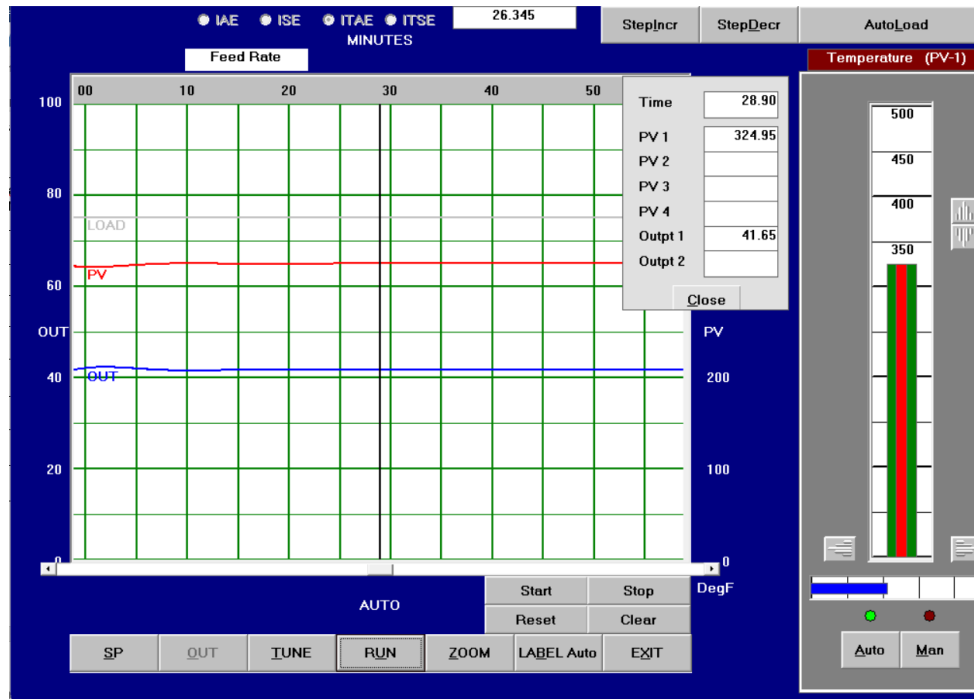 IAE ISE ITAE ITSE 26.345 StepIncr StepDecr AutoLoad
MINUTES
Feed Rate Temperature (PV-1)
00 10 20 30 40 50
100
80
60
OUT
40
20
0
LOAD
PV
OUT
Time 28.90
PV 1 324.95
PV 2
PV 3
PV 4
Outpt 1 41.65
Outpt 2
Close
PV
200
100
0
DegF
500
450
400
350
AUTO
Start Stop
Reset Clear
SP OUT TUNE RUN ZOOM LABEL Auto EXIT
Auto Man